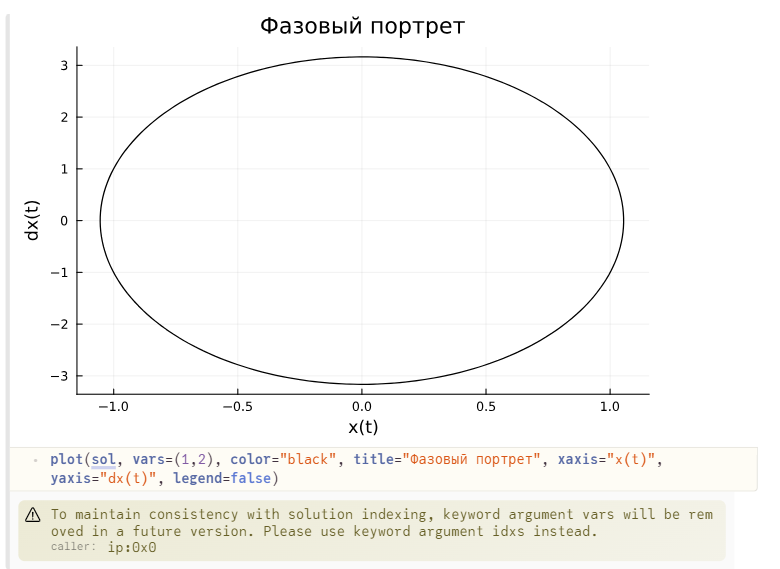 Фазовый портрет
3
2
1
0
−1
−2
−3
dx(t)
−1.0 −0.5 0.0 0.5 1.0
x(t)
plot(sol, vars=(1,2), color="black", title="Фазовый портрет", xaxis="x(t)",
yaxis="dx(t)", legend=false)
To maintain consistency with solution indexing, keyword argument vars will be rem
oved in a future version. Please use keyword argument idxs instead.
caller: ip:0x0